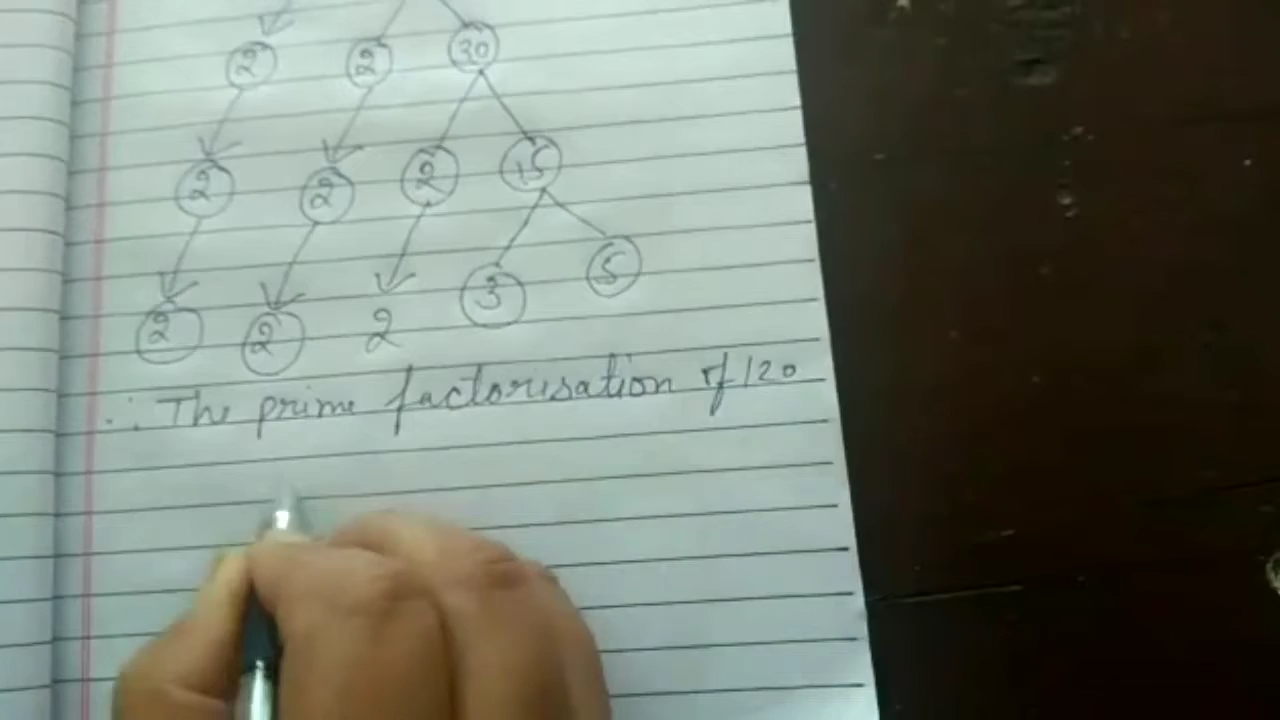 2 2 30
2 2 2 15
2 2 2 3 5
∴ The prime factorisation of 120